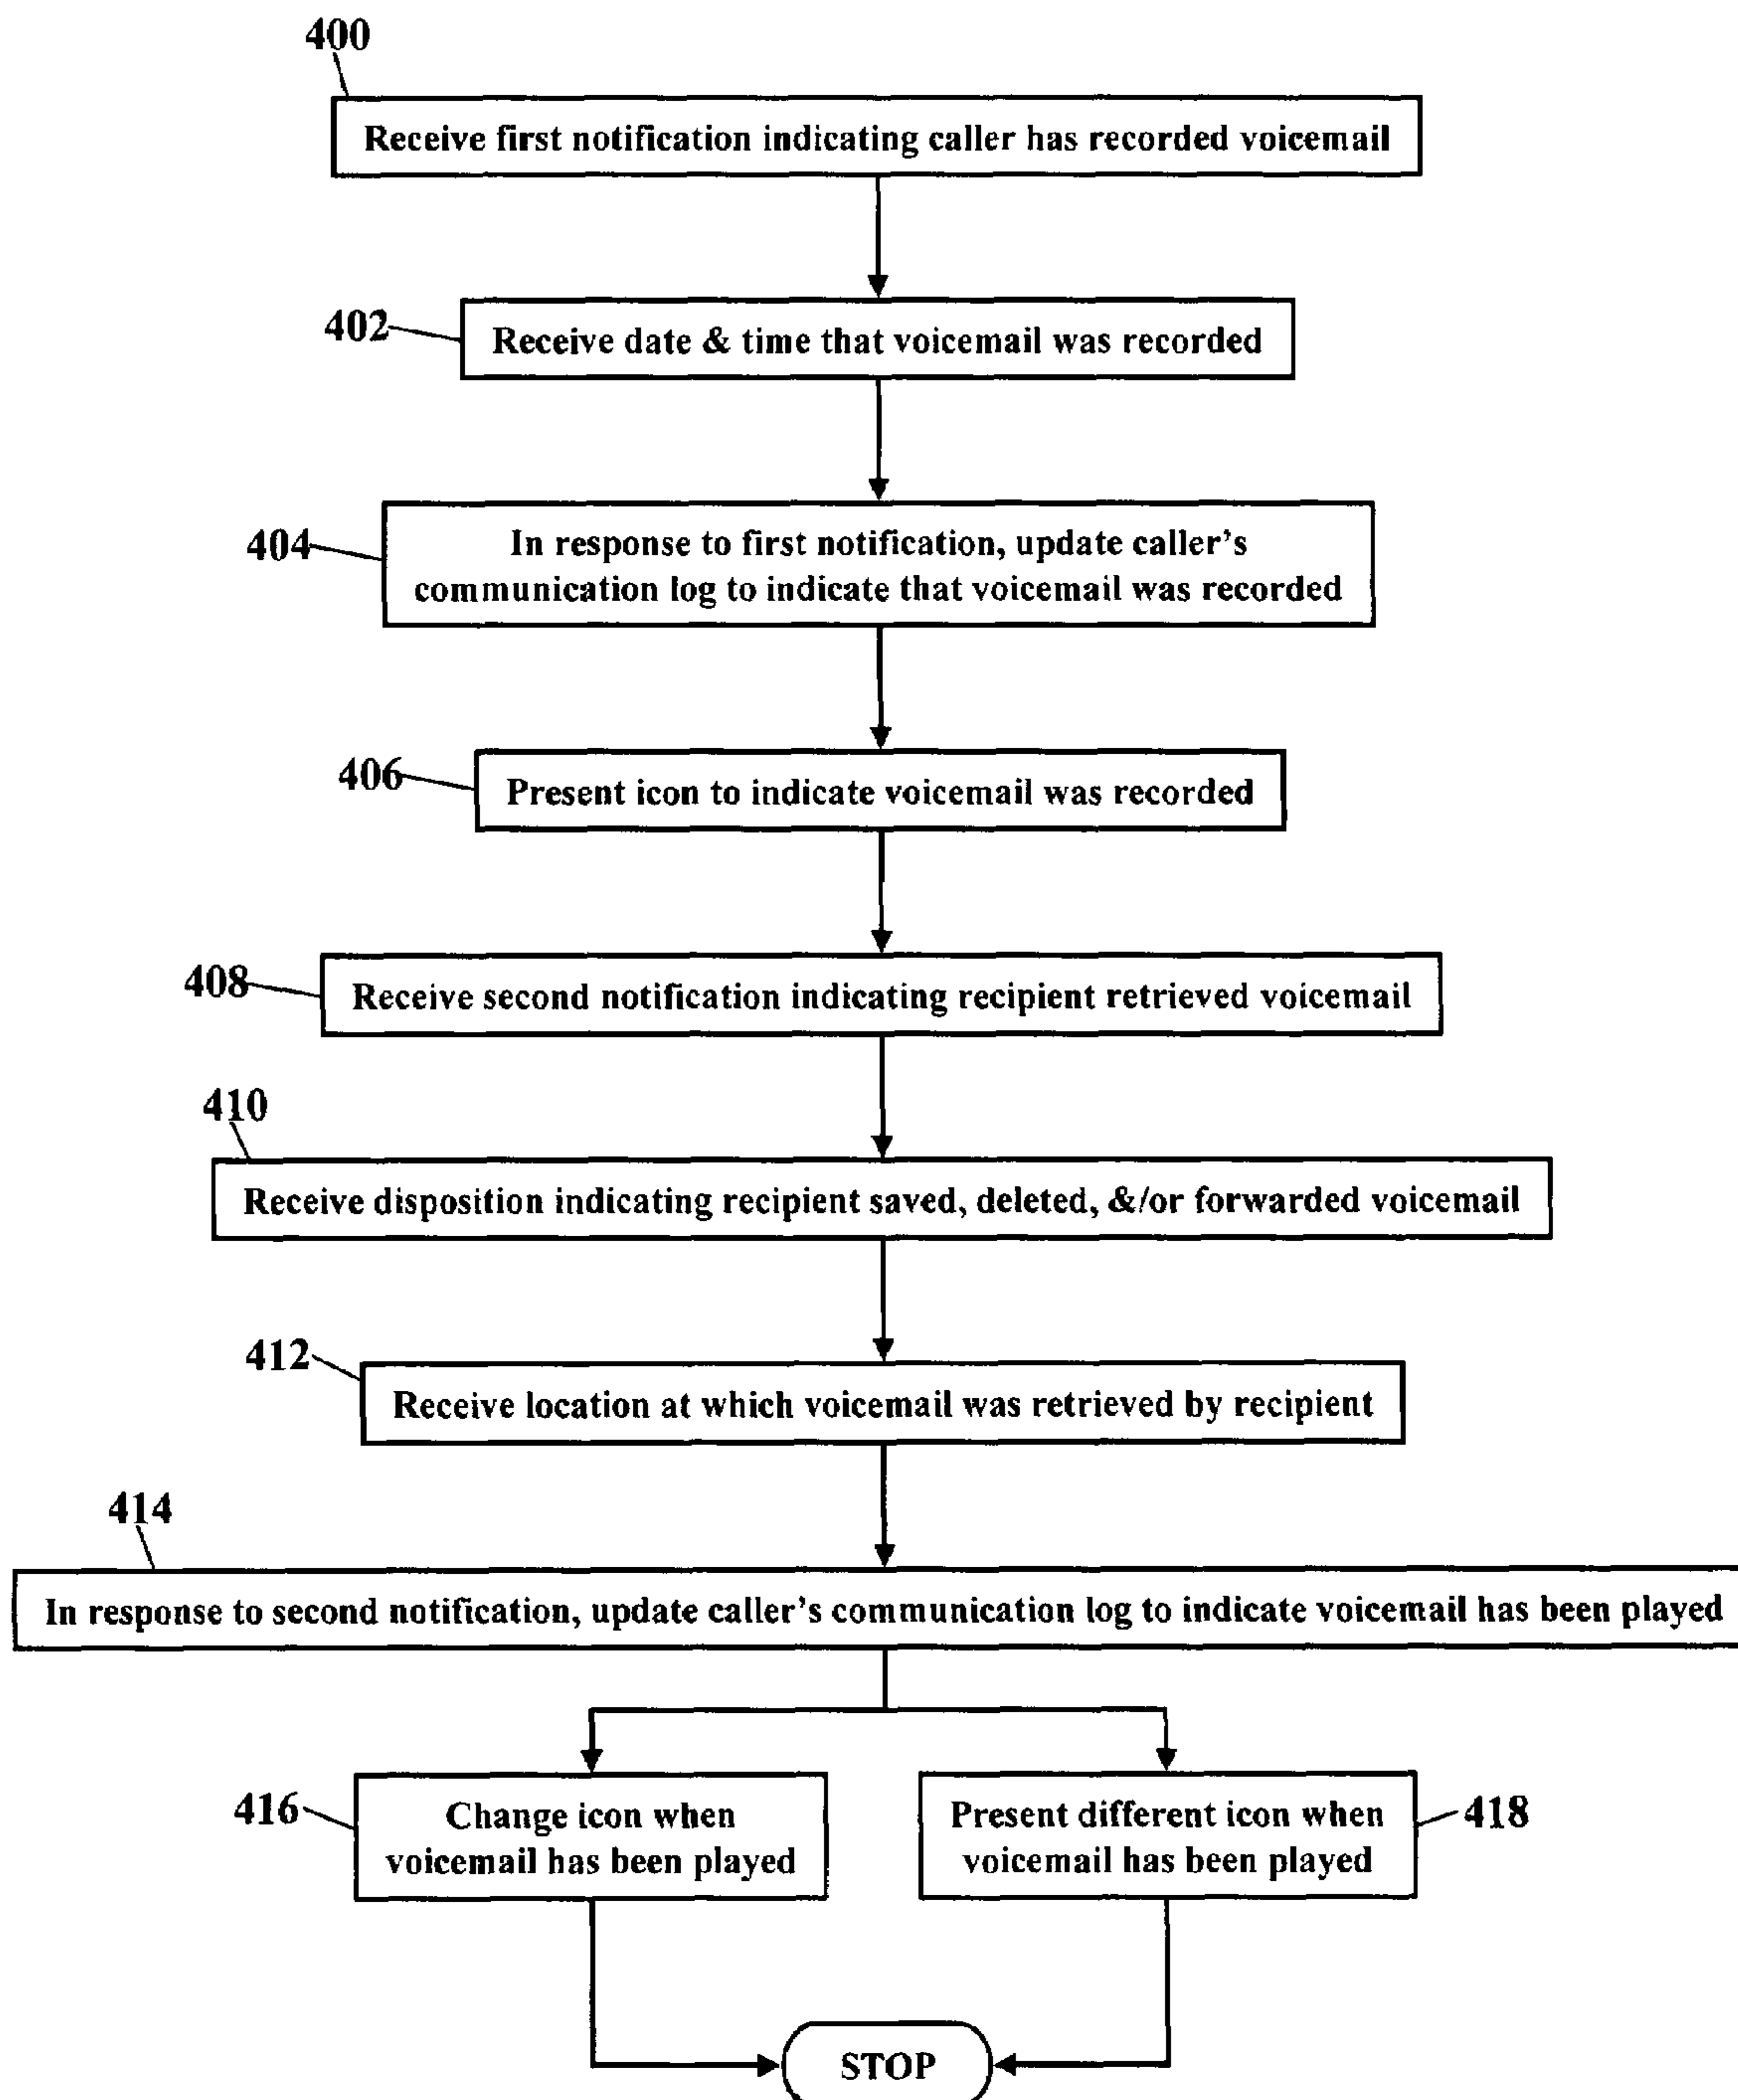 400
Receive first notification indicating caller has recorded voicemail
402
Receive date & time that voicemail was recorded
404
In response to first notification, update caller's
communication log to indicate that voicemail was recorded
406
Present icon to indicate voicemail was recorded
408
Receive second notification indicating recipient retrieved voicemail
410
Receive disposition indicating recipient saved, deleted, &/or forwarded voicemail
412
Receive location at which voicemail was retrieved by recipient
414
In response to second notification, update caller's communication log to indicate voicemail has been played
416
Change icon when
voicemail has been played
Present different icon when
voicemail has been played
418
STOP